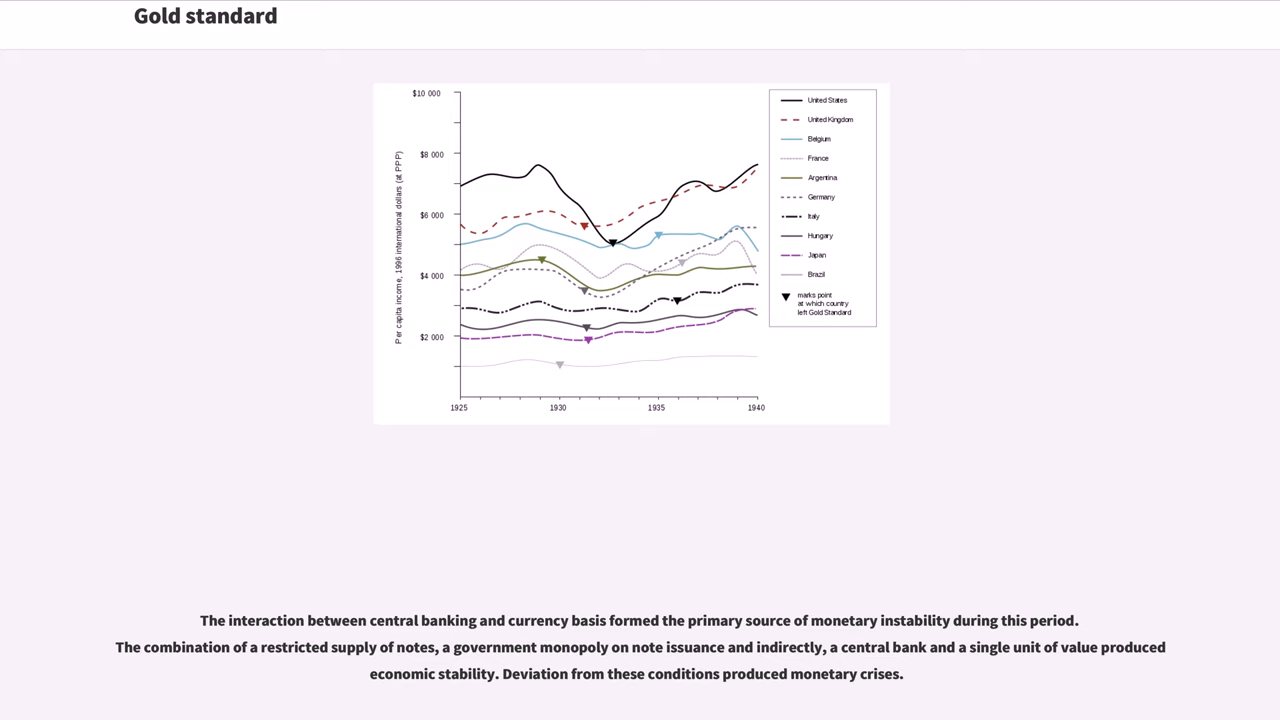 Gold standard
$10 000
$8 000
$6 000
$4 000
$2 000
Per capita income, 1996 international dollars (at PPP)
1925
1930
1935
1940
United States
United Kingdom
Belgium
France
Argentina
Germany
Italy
Hungary
Japan
Brazil
marks point
at which country
left Gold Standard
The interaction between central banking and currency basis formed the primary source of monetary instability during this period.
The combination of a restricted supply of notes, a government monopoly on note issuance and indirectly, a central bank and a single unit of value produced
economic stability. Deviation from these conditions produced monetary crises.